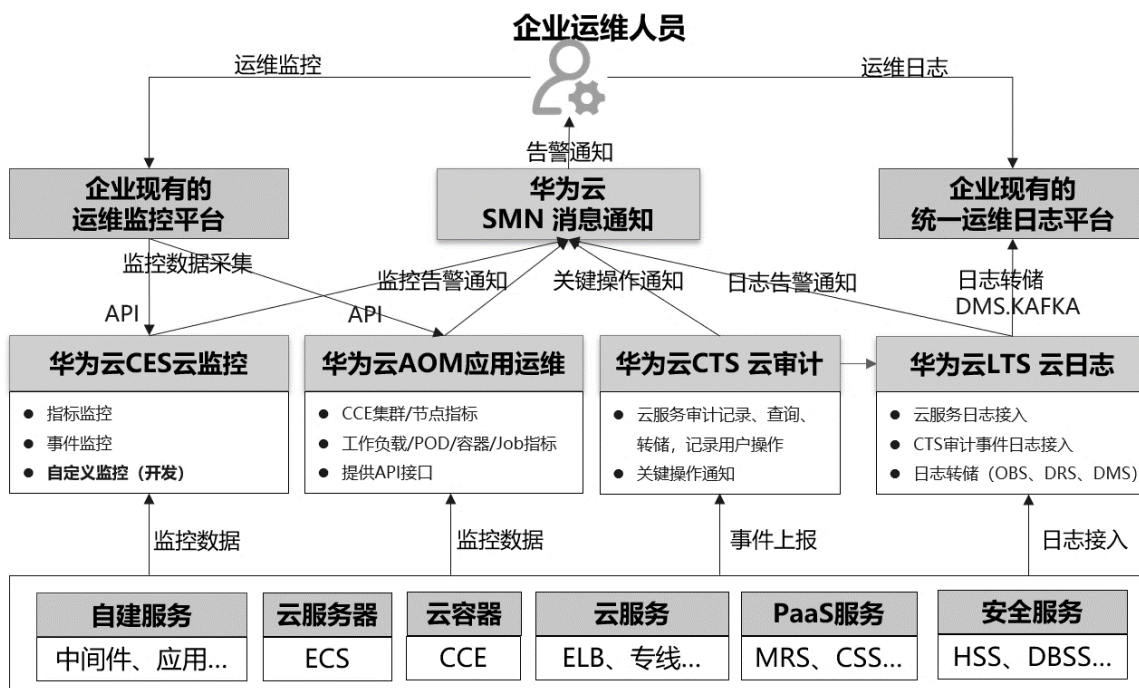 企业运维人员
运维监控
运维日志
告警通知
企业现有的
运维监控平台
华为云
SMN 消息通知
企业现有的
统一运维日志平台
监控数据采集
监控告警通知
关键操作通知
日志告警通知
日志转储
DMS.KAFKA
API
API
华为云CES云监控
● 指标监控
● 事件监控
● 自定义监控（开发）
华为云AOM应用运维
● CCE集群/节点指标
● 工作负载/POD/容器/Job指标
● 提供API接口
华为云CTS 云审计
● 云服务审计记录、查询、
转储，记录用户操作
● 关键操作通知
华为云LTS 云日志
● 云服务日志接入
● CTS审计事件日志接入
● 日志转储（OBS、DRS、DMS）
监控数据
监控数据
事件上报
日志接入
自建服务
中间件、应用...
云服务器
ECS
云容器
CCE
云服务
ELB、专线...
PaaS服务
MRS、CSS...
安全服务
HSS、DBSS...